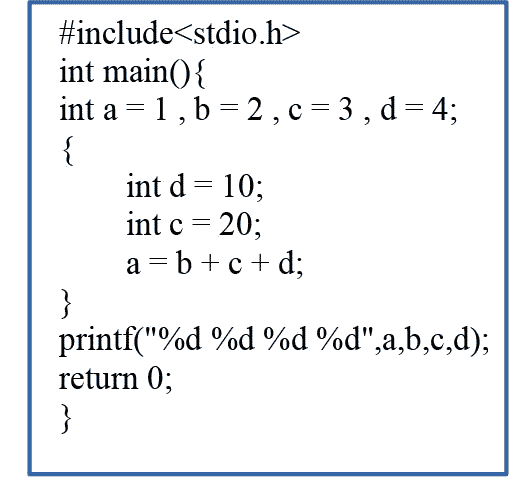 #include<stdio.h>
int main(){
int a = 1 , b = 2 , c = 3 , d = 4;
{
int d = 10;
int c = 20;
a = b + c + d;
}
printf("%d %d %d %d",a,b,c,d);
return 0;
}